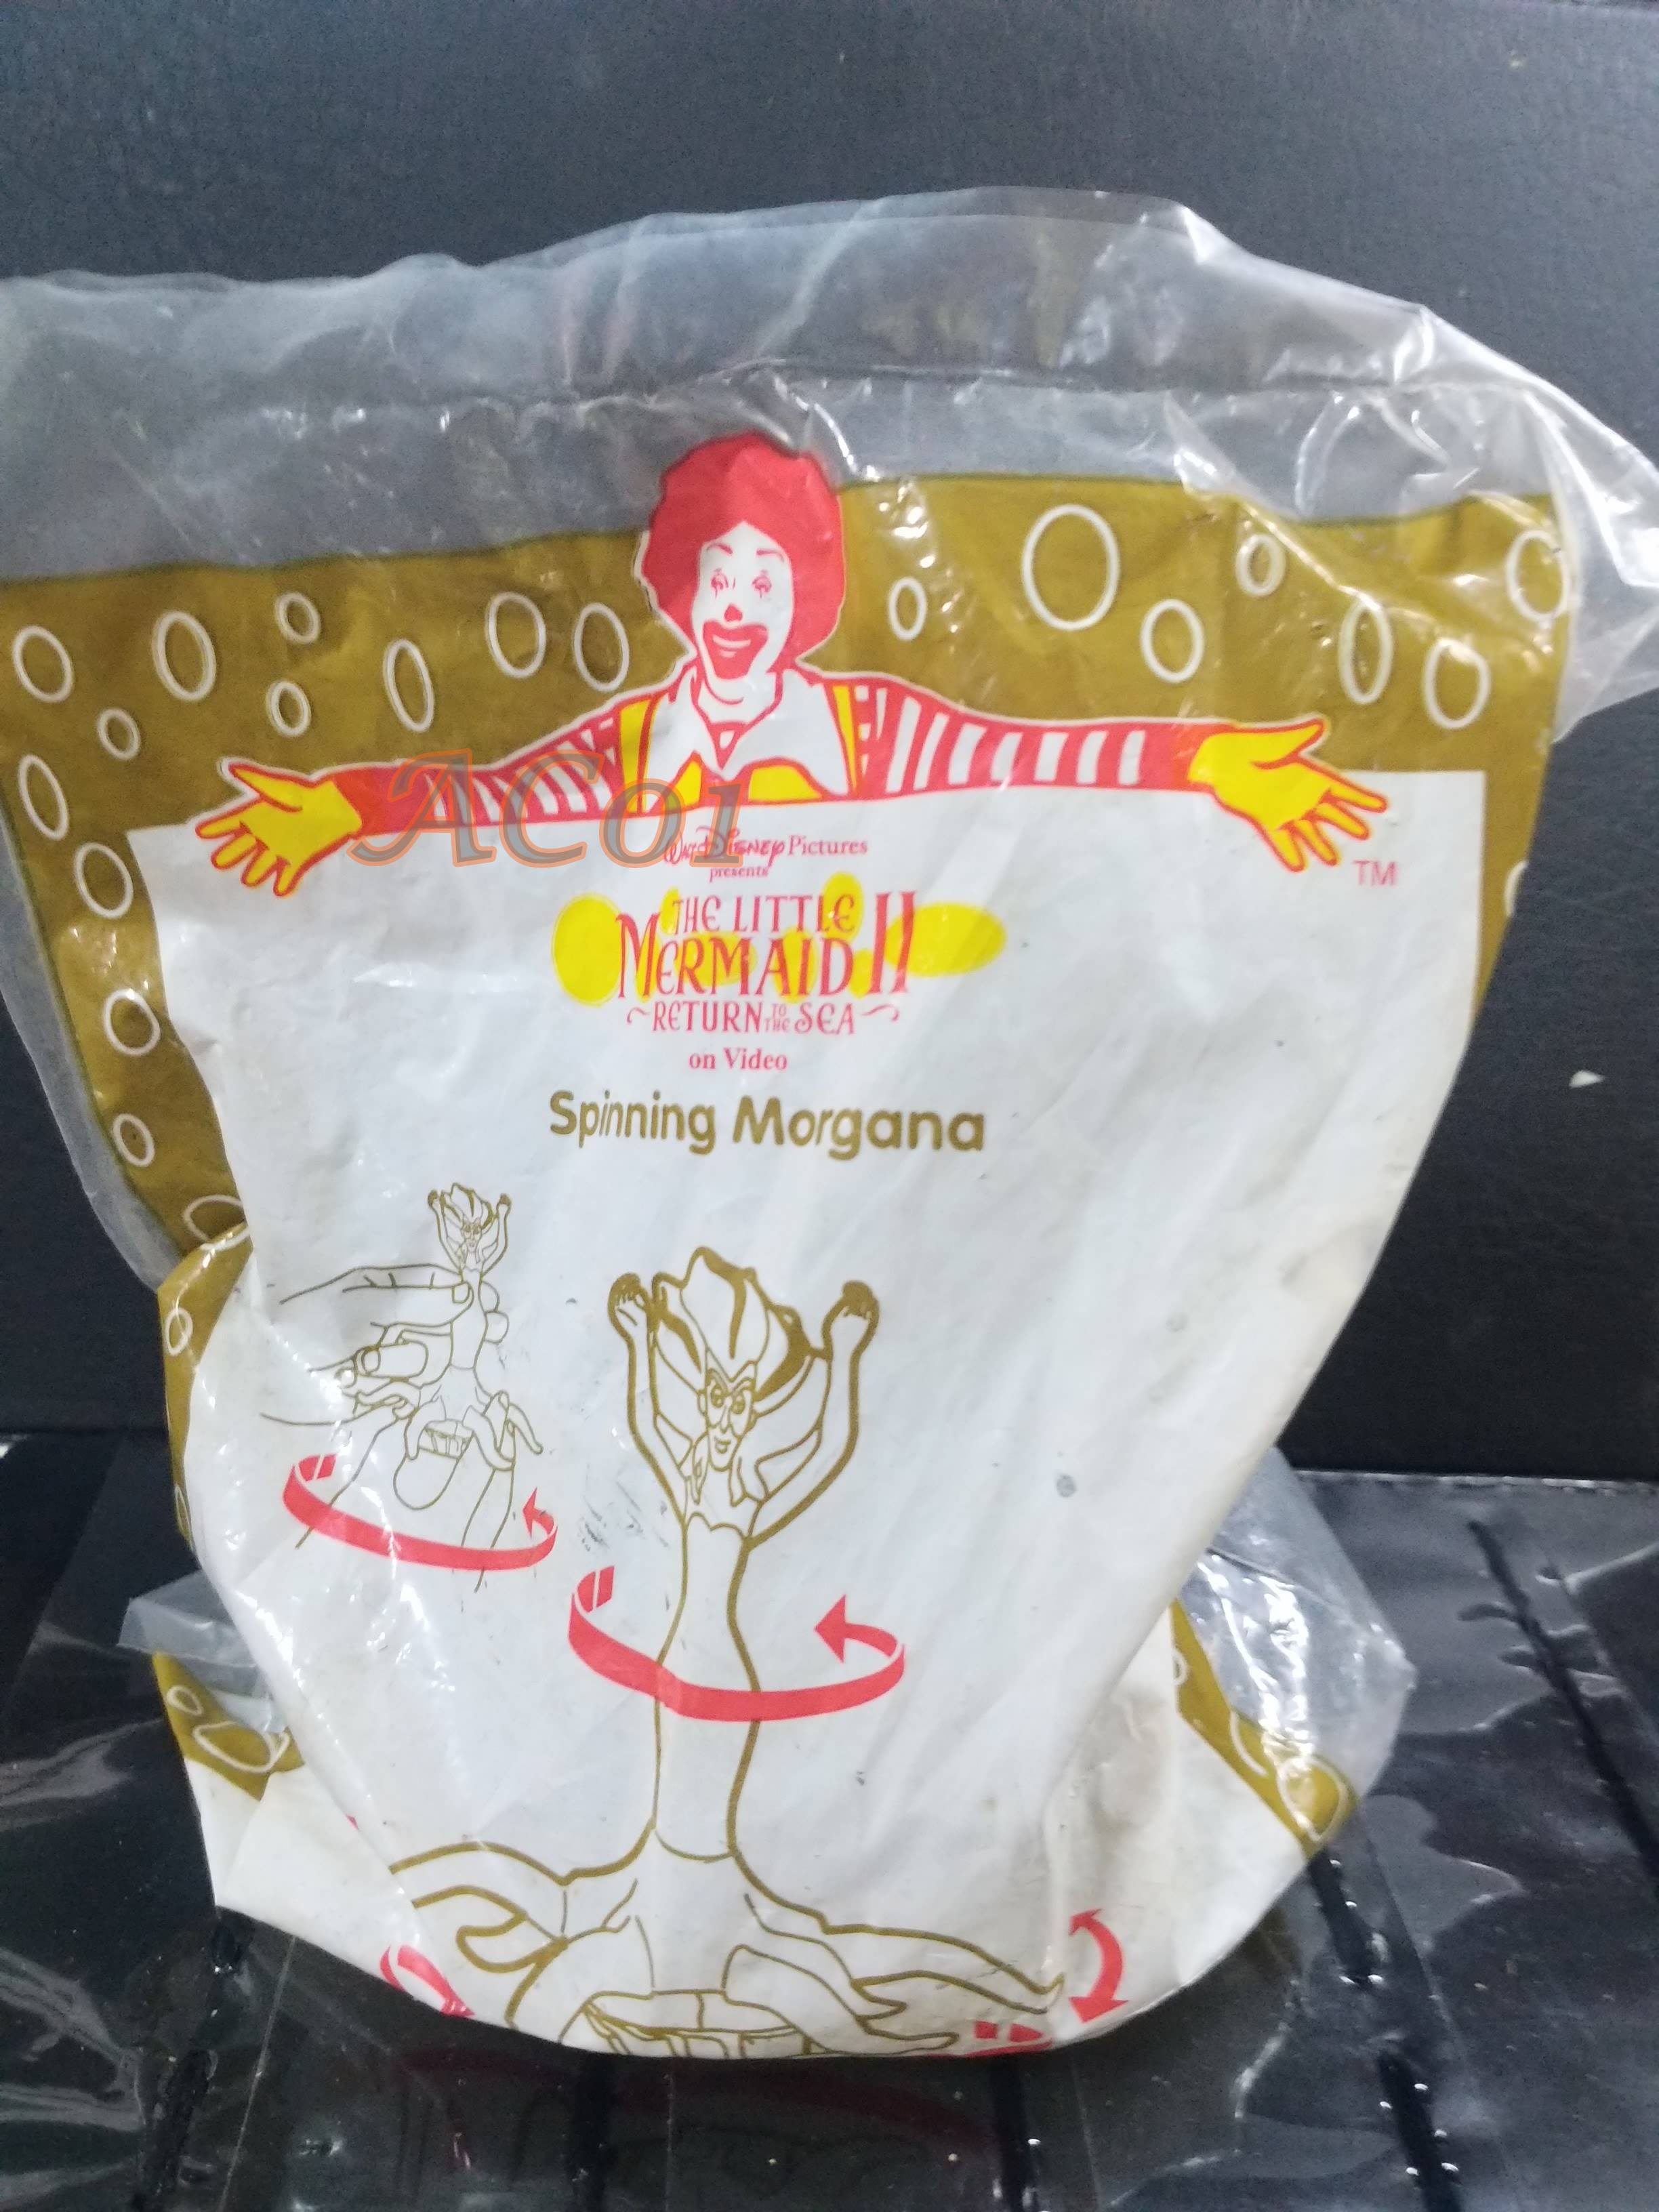 AC01
TM
Walt Disney Pictures
presents
THE LITTLE
MERMAID II
RETURN TO THE SEA
on Video
Spinning Morgana